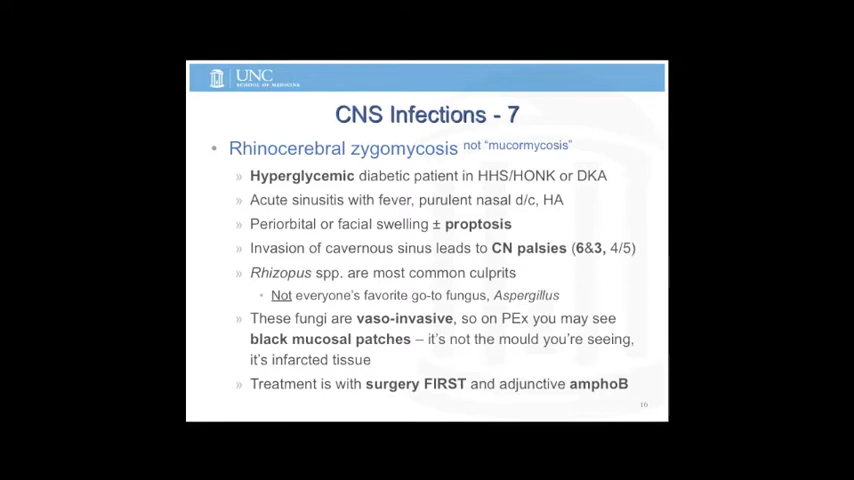 UNC
SCHOOL OF MEDICINE
CNS Infections - 7
• Rhinocerebral zygomycosis not “mucormycosis”
» Hyperglycemic diabetic patient in HHS/HONK or DKA
» Acute sinusitis with fever, purulent nasal d/c, HA
» Periorbital or facial swelling ± proptosis
» Invasion of cavernous sinus leads to CN palsies (6&3, 4/5)
» Rhizopus spp. are most common culprits
• Not everyone’s favorite go-to fungus, Aspergillus
» These fungi are vaso-invasive, so on PEx you may see
black mucosal patches – it’s not the mould you’re seeing,
it’s infarcted tissue
» Treatment is with surgery FIRST and adjunctive amphoB
16